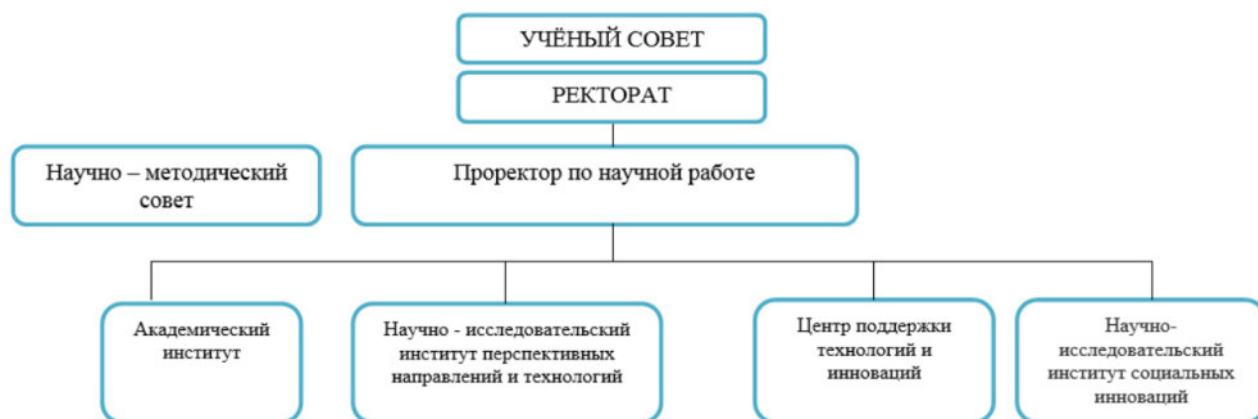 УЧЁНЫЙ СОВЕТ
РЕКТОРАТ
Научно – методический
совет
Проректор по научной работе
Академический
институт
Научно - исследовательский
институт перспективных
направлений и технологий
Центр поддержки
технологий и
инноваций
Научно-
исследовательский
институт социальных
инноваций